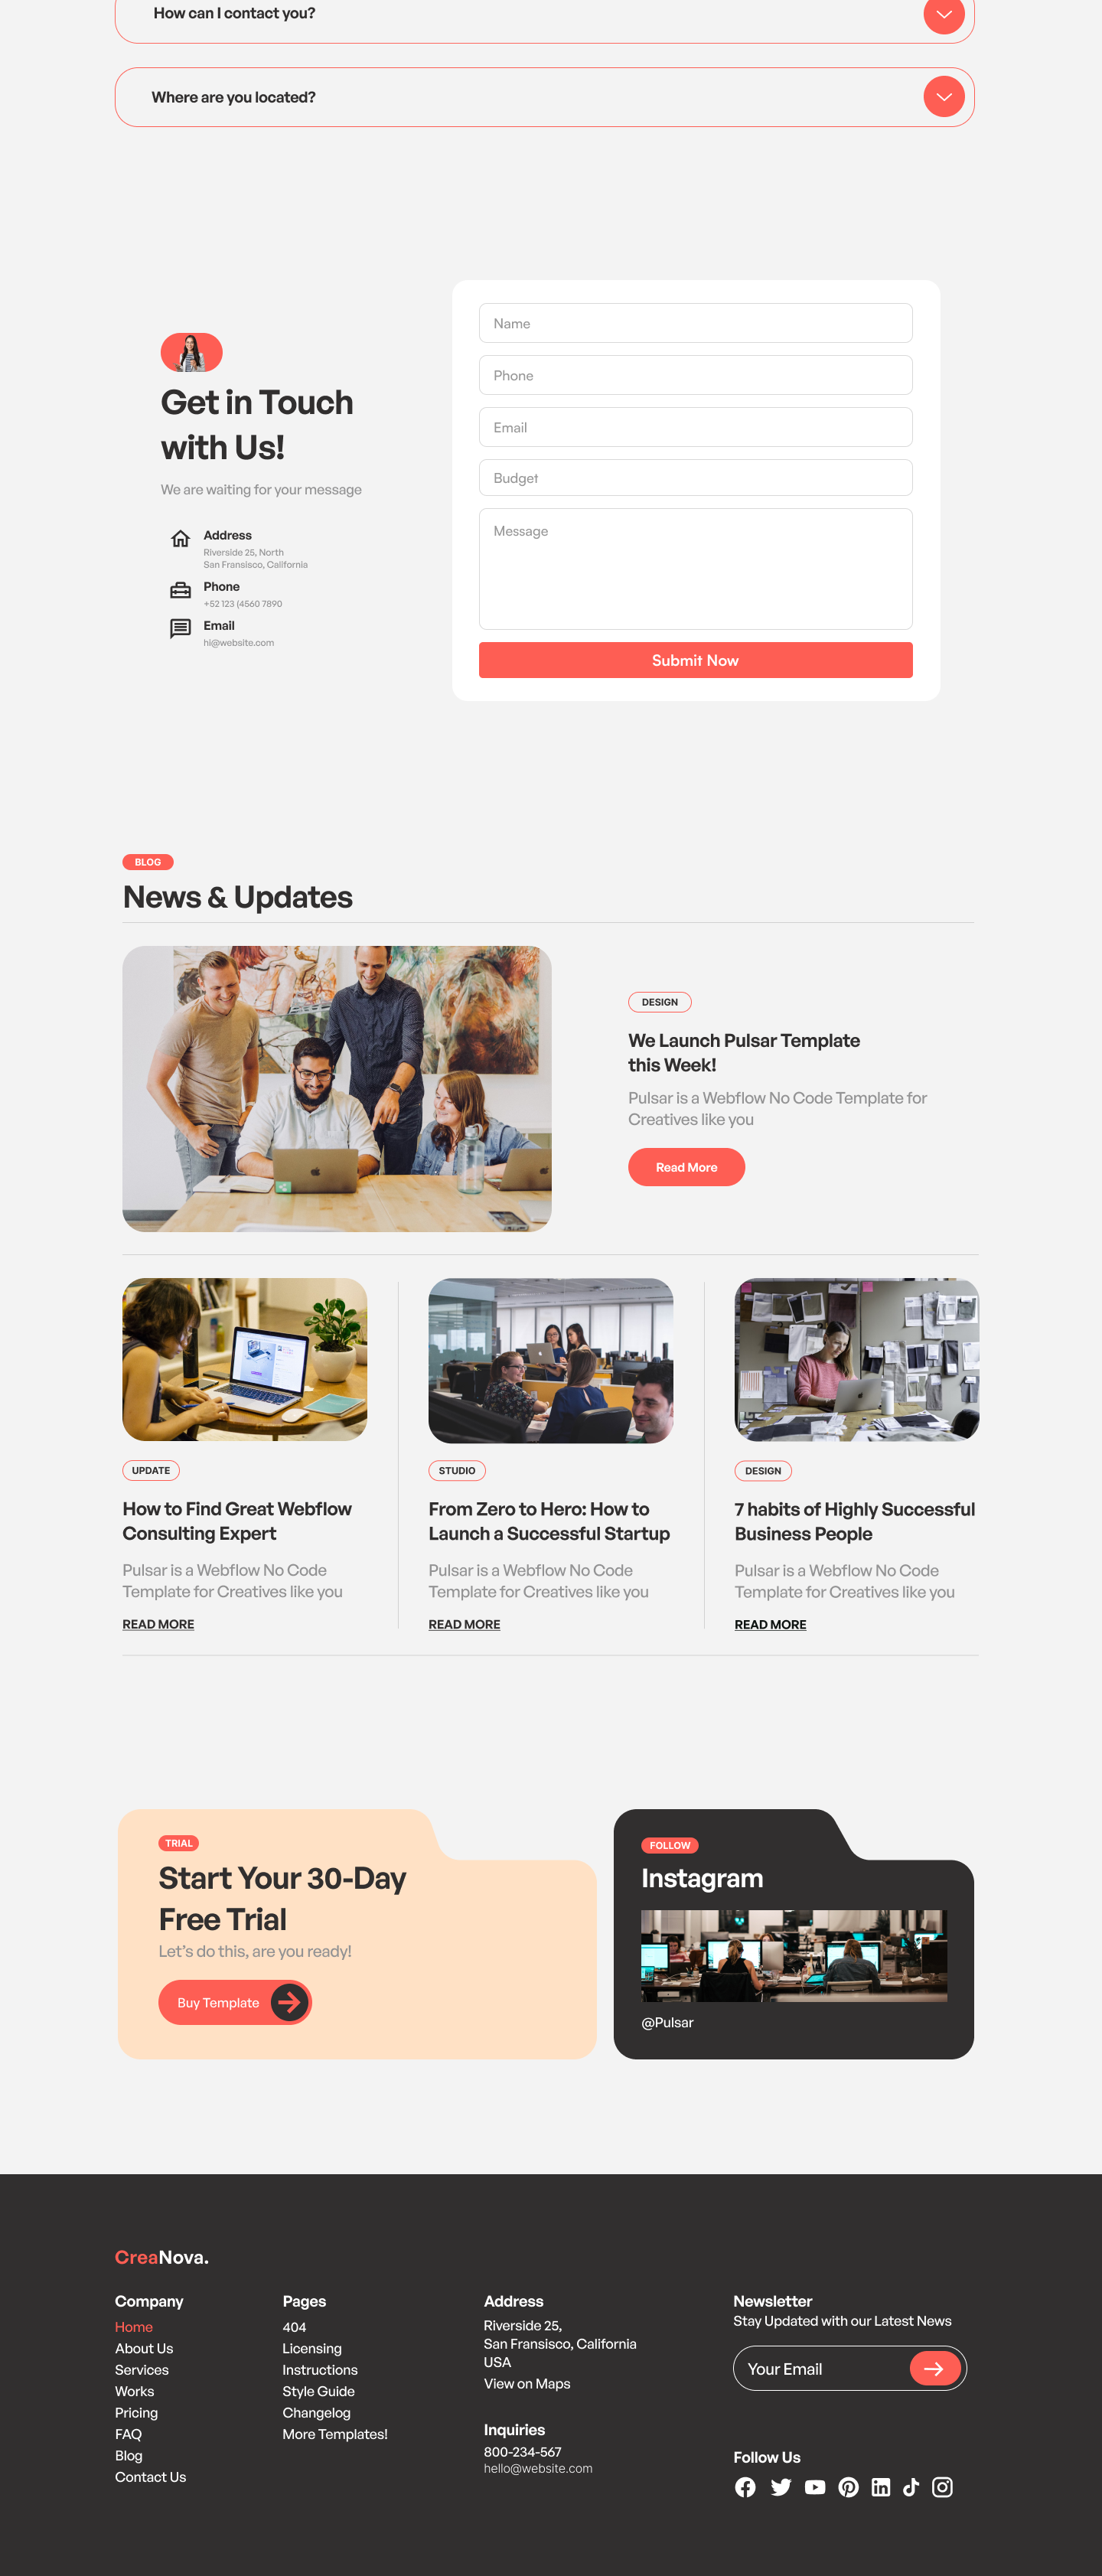 How can I contact you?
Where are you located?
Get in Touch
with Us!
We are waiting for your message
Address
Riverside 25, North
San Fransisco, California
Phone
+52 123 (4560 7890
Email
hi@website.com
Name
Phone
Email
Budget
Message
Submit Now
BLOG
News & Updates
DESIGN
We Launch Pulsar Template
this Week!
Pulsar is a Webflow No Code Template for
Creatives like you
Read More
UPDATE
How to Find Great Webflow
Consulting Expert
Pulsar is a Webflow No Code
Template for Creatives like you
READ MORE
STUDIO
From Zero to Hero: How to
Launch a Successful Startup
Pulsar is a Webflow No Code
Template for Creatives like you
READ MORE
DESIGN
7 habits of Highly Successful
Business People
Pulsar is a Webflow No Code
Template for Creatives like you
READ MORE
TRIAL
Start Your 30-Day
Free Trial
Let's do this, are you ready!
Buy Template
FOLLOW
Instagram
@Pulsar
CreaNova.
Company
Home
About Us
Services
Works
Pricing
FAQ
Blog
Contact Us
Pages
404
Licensing
Instructions
Style Guide
Changelog
More Templates!
Address
Riverside 25,
San Fransisco, California
USA
View on Maps
Inquiries
800-234-567
hello@website.com
Newsletter
Stay Updated with our Latest News
Your Email
Follow Us